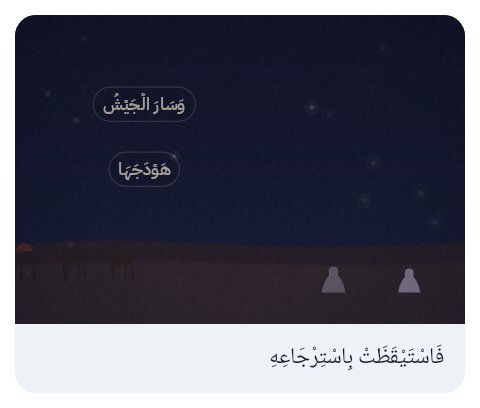 وَسَارَ الْجَيْشُ
هَوْدَجَهَا
فَاسْتَيْقَظَتْ بِاسْتِرْجَاعِهِ